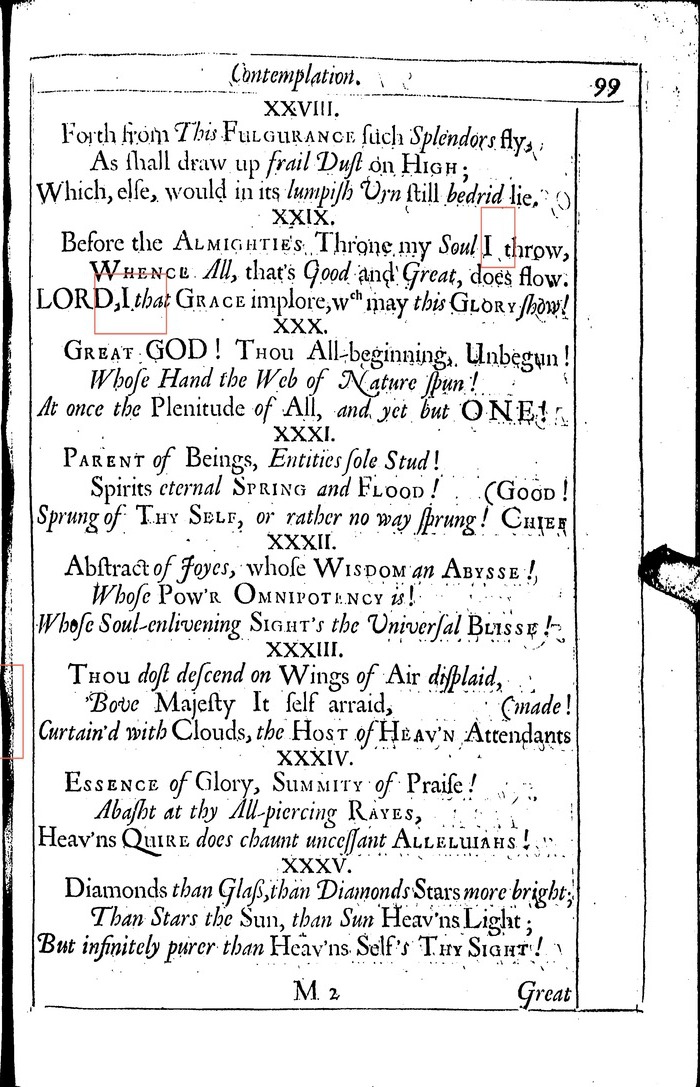 Contemplation.
99
XXVIII.
Forth from This FULGURANCE ſuch Splendors fly,
As ſhall draw up frail Duſt on HIGH;
Which, elſe, would in its lumpiſh Urn ſtill bedrid lie.
XXIX.
Before the ALMIGHTIES Throne my Soul I throw,
WHENCE All, that's Good and Great, does flow.
LORD, I that GRACE implore, wch may this GLORY ſhow!
XXX.
GREAT GOD! THOU All-beginning, Unbegun!
Whoſe Hand the Web of Nature ſpun!
At once the Plenitude of All, and yet but ONE!
XXXI.
PARENT of Beings, Entities ſole Stud!
Spirits eternal SPRING and FLOOD! (GOOD!
Sprung of THY SELF, or rather no way ſprung! CHIEF
XXXII.
Abſtract of Joyes, whoſe WISDOM an ABYSSE!
Whoſe POW'R OMNIPOTENCY is!
Whoſe Soul-enlivening SIGHT'S the Univerſal BLISSE!
XXXIII.
THOU doſt deſcend on Wings of Air diſplaid,
'Bove Majeſty It ſelf arraid, (made!
Curtain'd with Clouds, the HOST of HEAV'N Attendants
XXXIV.
ESSENCE of Glory, SUMMITY of Praiſe!
Abaſht at thy All-piercing RAYES,
Heav'ns QUIRE does chaunt unceſſant ALLELUIAHS!
XXXV.
Diamonds than Glaſs, than Diamonds Stars more bright;
Than Stars the Sun, than Sun Heav'ns Light;
But infinitely purer than Heav'ns Self's THY SIGHT!
M 2 Great